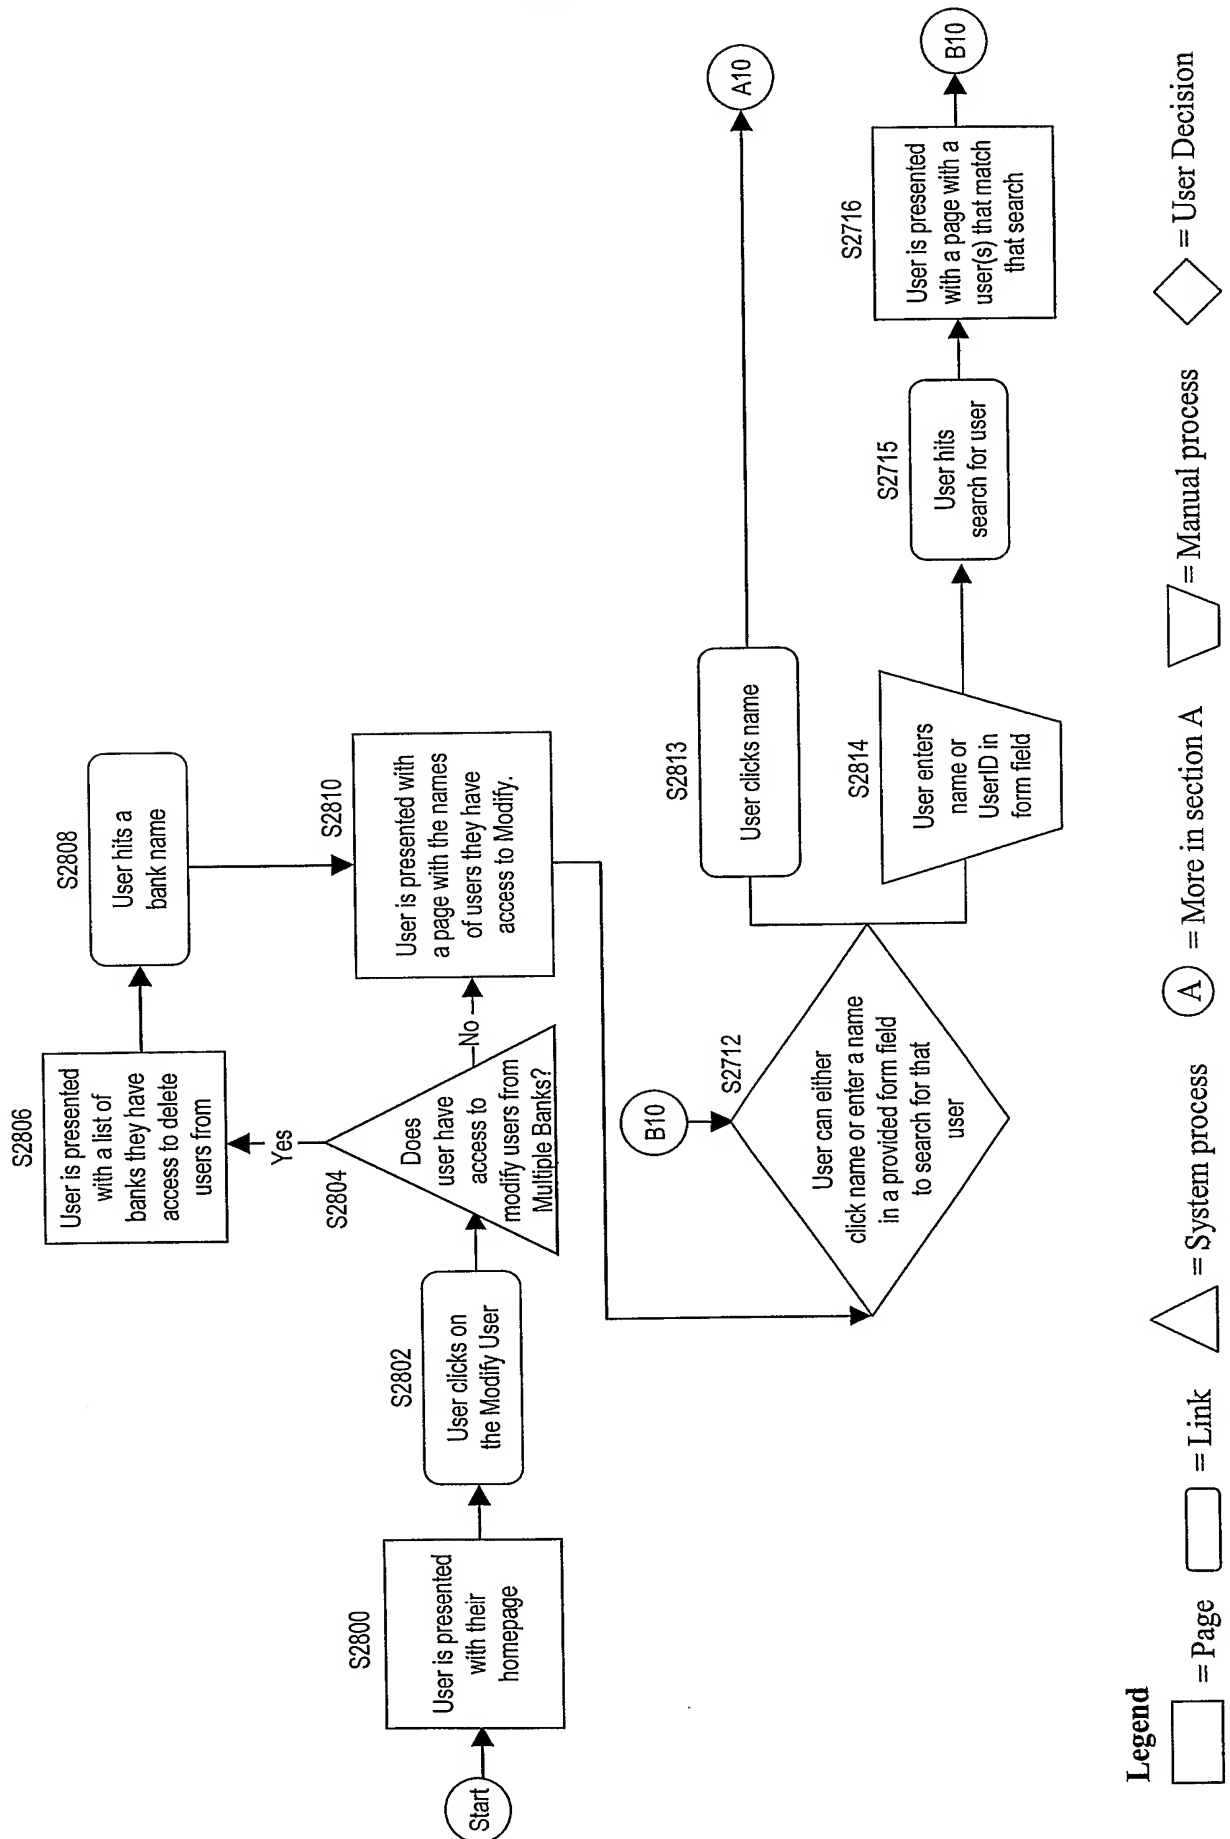 Start
S2800
User is presented
with their
homepage
S2802
User clicks on
the Modify User
S2804
Does
user have
access to
modify users from
Multiple Banks?
Yes
No
S2806
User is presented
with a list of
banks they have
access to delete
users from
S2808
User hits a
bank name
S2810
User is presented with
a page with the names
of users they have
access to Modify.
B10
S2712
User can either
click name or enter a name
in a provided form field
to search for that
user
S2813
User clicks name
A10
S2814
User enters
name or
UserID in
form field
S2715
User hits
search for user
S2716
User is presented
with a page with a
user(s) that match
that search
B10
Legend
= Page
= Link
= System process
A = More in section A
= Manual process
= User Decision